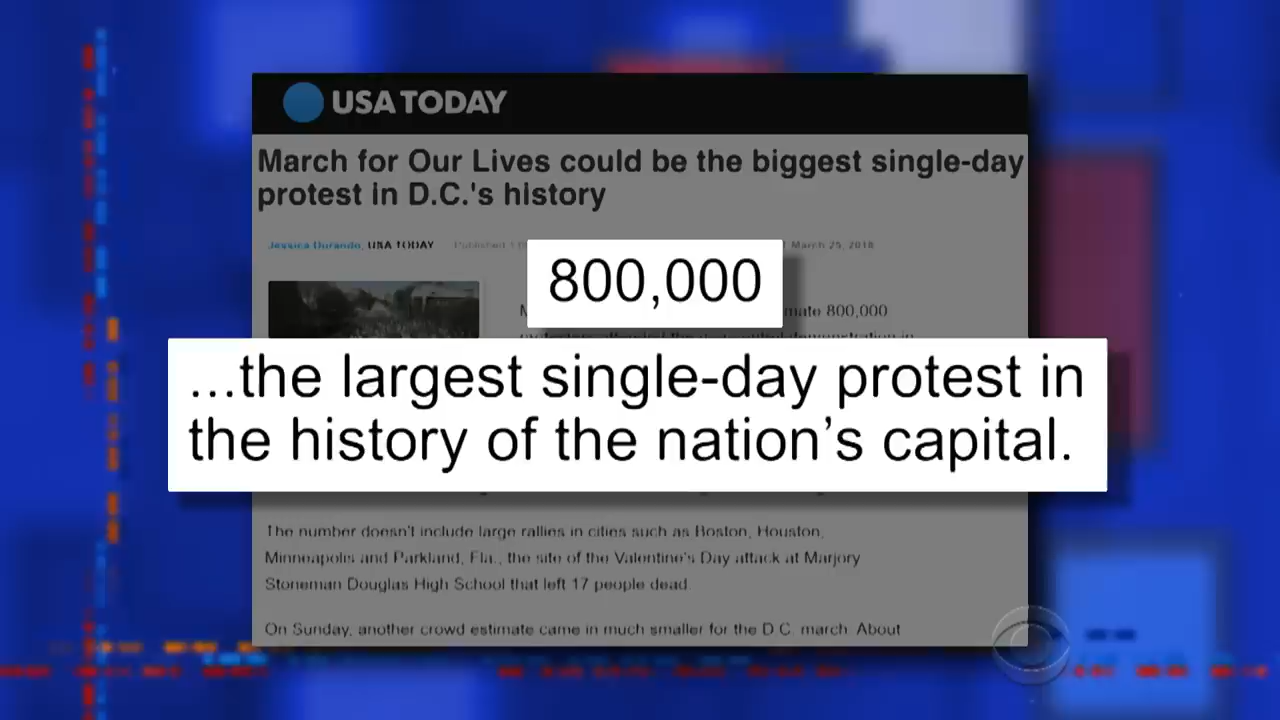 USA TODAY
March for Our Lives could be the biggest single-day
protest in D.C.'s history
Jessica Durando, USA TODAY Published March 25, 2018
800,000
800,000
...the largest single-day protest in
the history of the nation’s capital.
The number doesn't include large rallies in cities such as Boston, Houston,
Minneapolis and Parkland, Fla., the site of the Valentine's Day attack at Marjory
Stoneman Douglas High School that left 17 people dead.
On Sunday, another crowd estimate came in much smaller for the D.C. march. About